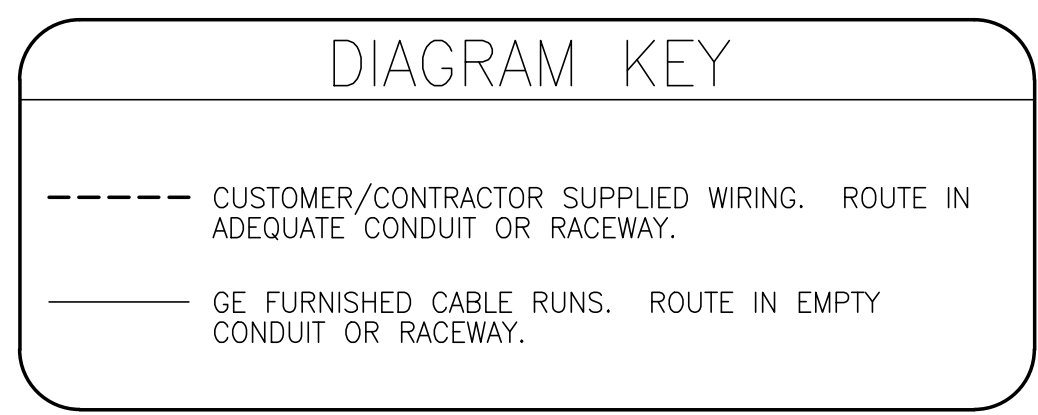 DIAGRAM KEY
CUSTOMER/CONTRACTOR SUPPLIED WIRING. ROUTE IN
ADEQUATE CONDUIT OR RACEWAY.
GE FURNISHED CABLE RUNS. ROUTE IN EMPTY
CONDUIT OR RACEWAY.